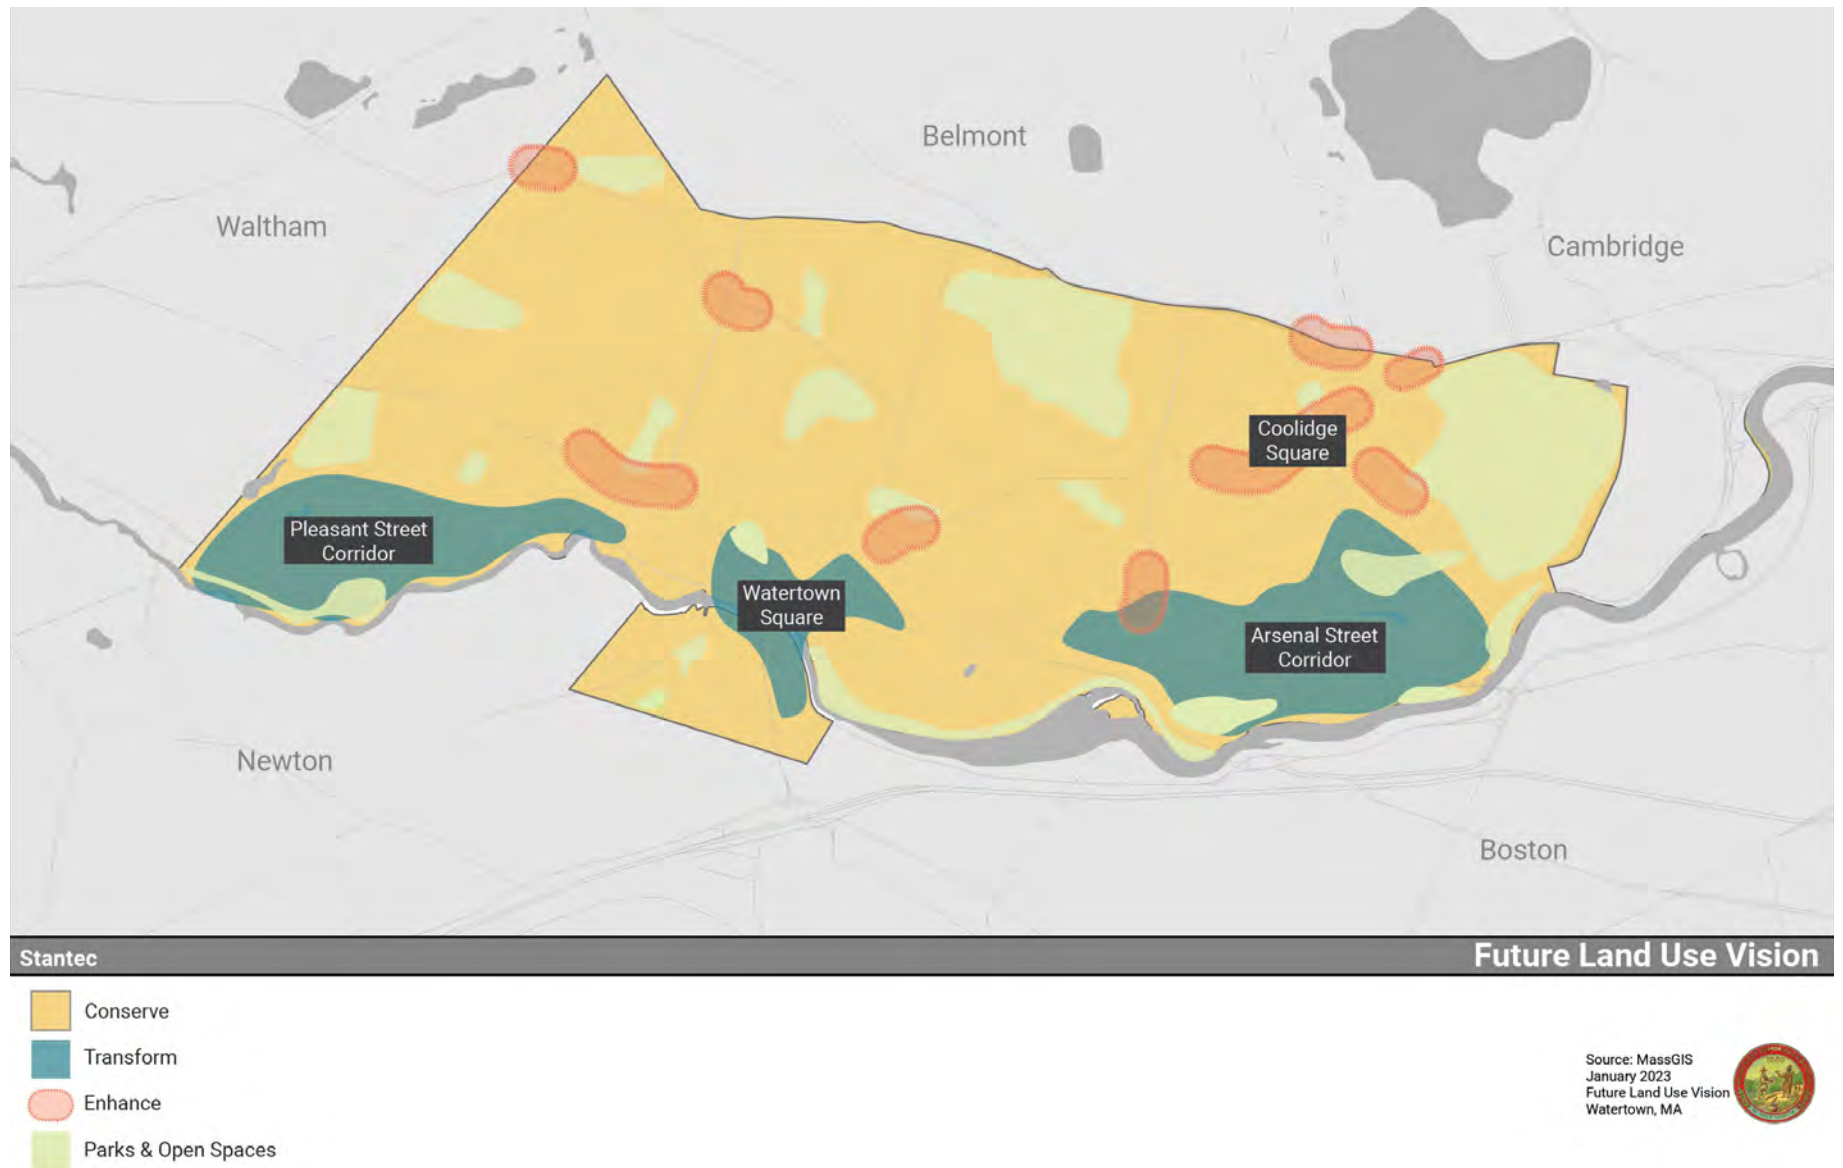 Belmont
Waltham
Cambridge
Coolidge
Square
Pleasant Street
Corridor
Watertown
Square
Arsenal Street
Corridor
Newton
Boston
Stantec
Future Land Use Vision
Conserve
Transform
Enhance
Parks & Open Spaces
Source: MassGIS
January 2023
Future Land Use Vision
Watertown, MA
1630